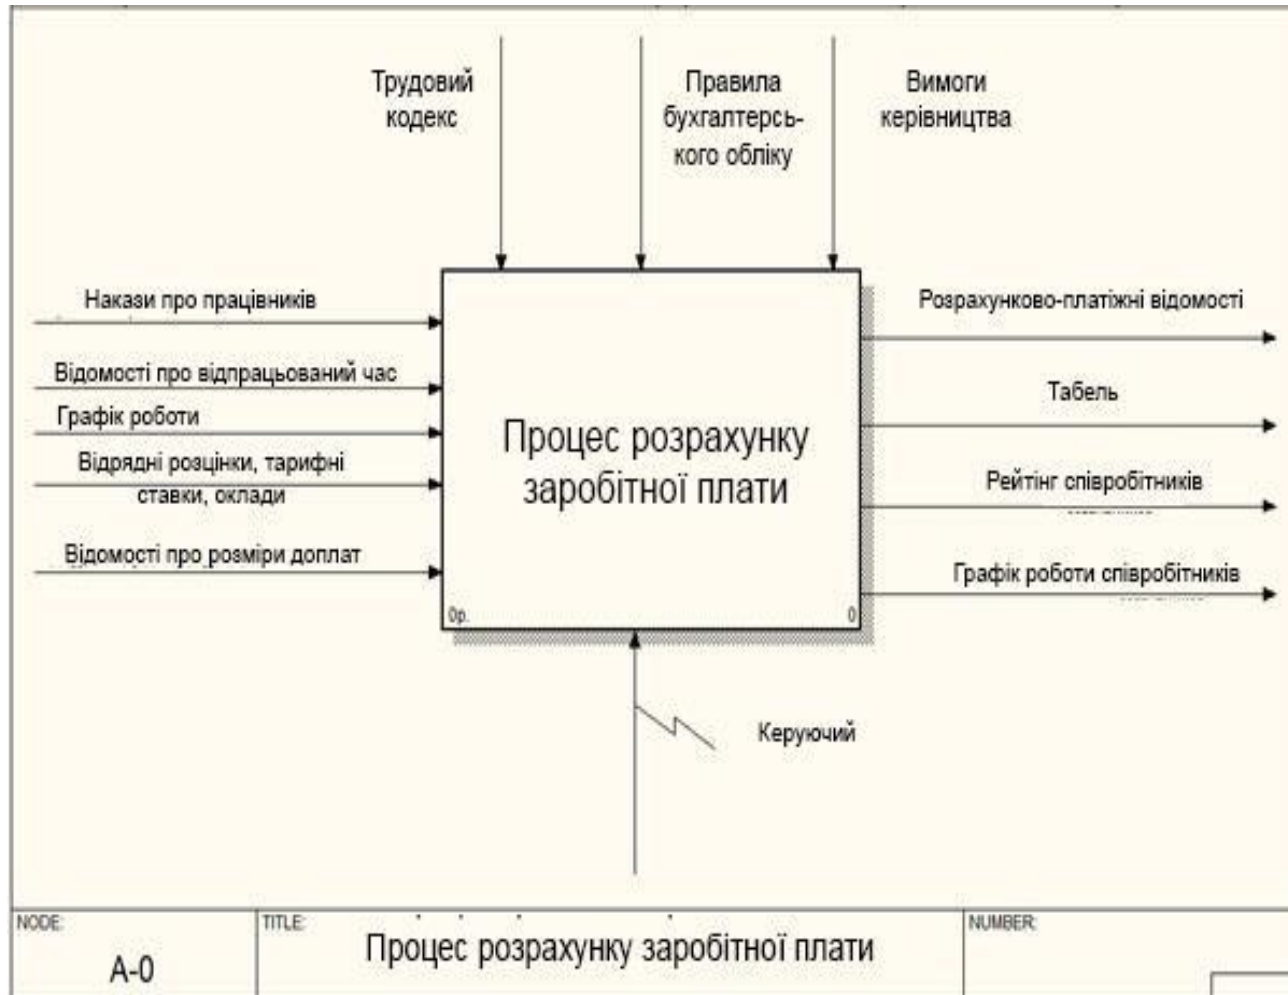 Трудовий
кодекс
Правила
бухгалтерсь-
кого обліку
Вимоги
керівництва
Накази про працівників
Відомості про відпрацьований час
Графік роботи
Відрядні розцінки, тарифні
ставки, оклади
Відомості про розміри доплат
Процес розрахунку
заробітної плати
0р.
0
Розрахунково-платіжні відомості
Табель
Рейтінг співробітників
Графік роботи співробітників
Керуючий
NODE:
A-0
TITLE:
Процес розрахунку заробітної плати
NUMBER: